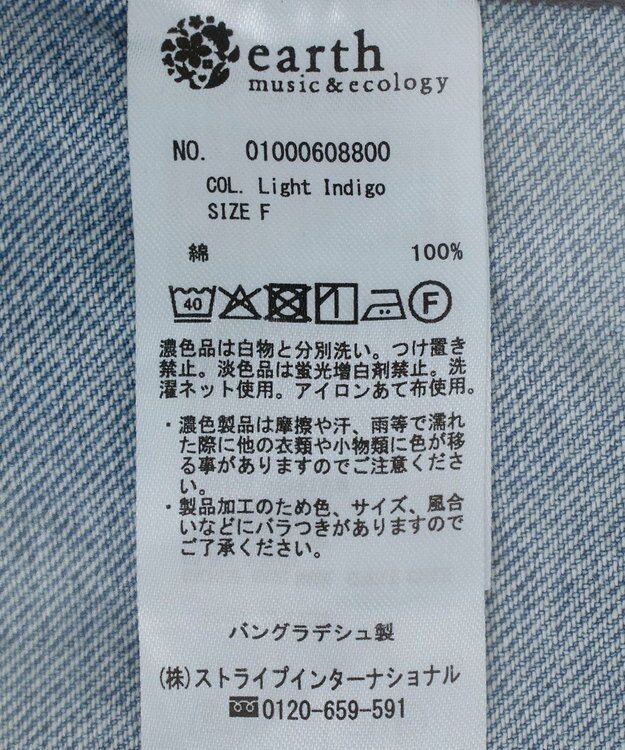 earth
music&ecology
NO. 01000608800
COL. Light Indigo
SIZE F
綿 100%
40 F
濃色品は白物と分別洗い。つけ置き
禁止。淡色品は蛍光増白剤禁止。洗
濯ネット使用。アイロンあて布使用。
・濃色製品は摩擦や汗、雨等で濡れ
た際に他の衣類や小物類に色が移
る事がありますのでご注意くださ
い。
・製品加工のため色、サイズ、風合
いなどにバラつきがありますので
ご了承ください。
バングラデシュ製
(株)ストライプインターナショナル
0120-659-591